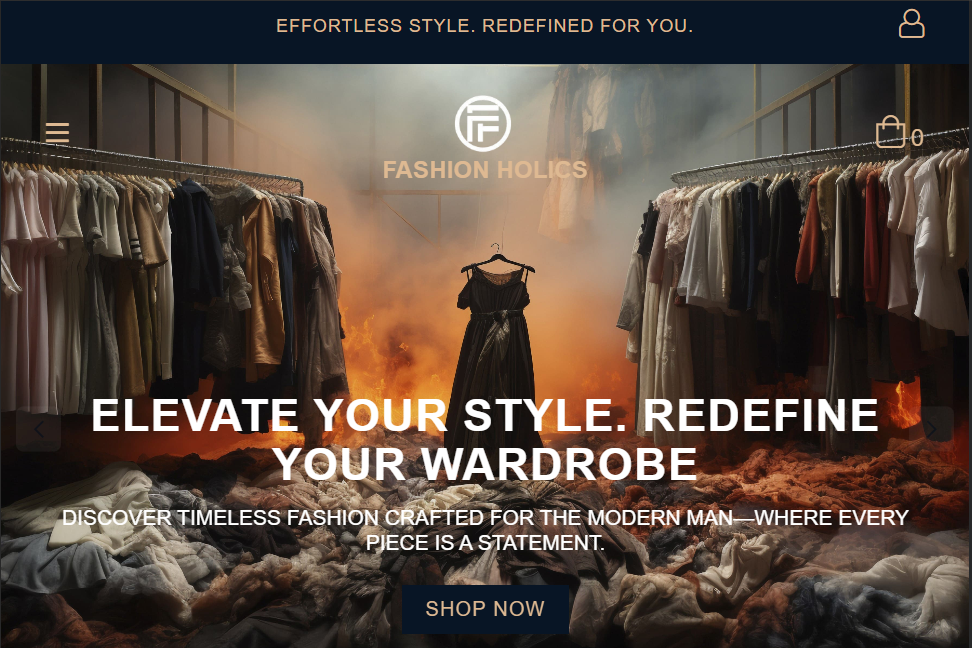 EFFORTLESS STYLE. REDEFINED FOR YOU.
FASHION HOLICS
0
ELEVATE YOUR STYLE. REDEFINE
YOUR WARDROBE
DISCOVER TIMELESS FASHION CRAFTED FOR THE MODERN MAN—WHERE EVERY
PIECE IS A STATEMENT.
SHOP NOW